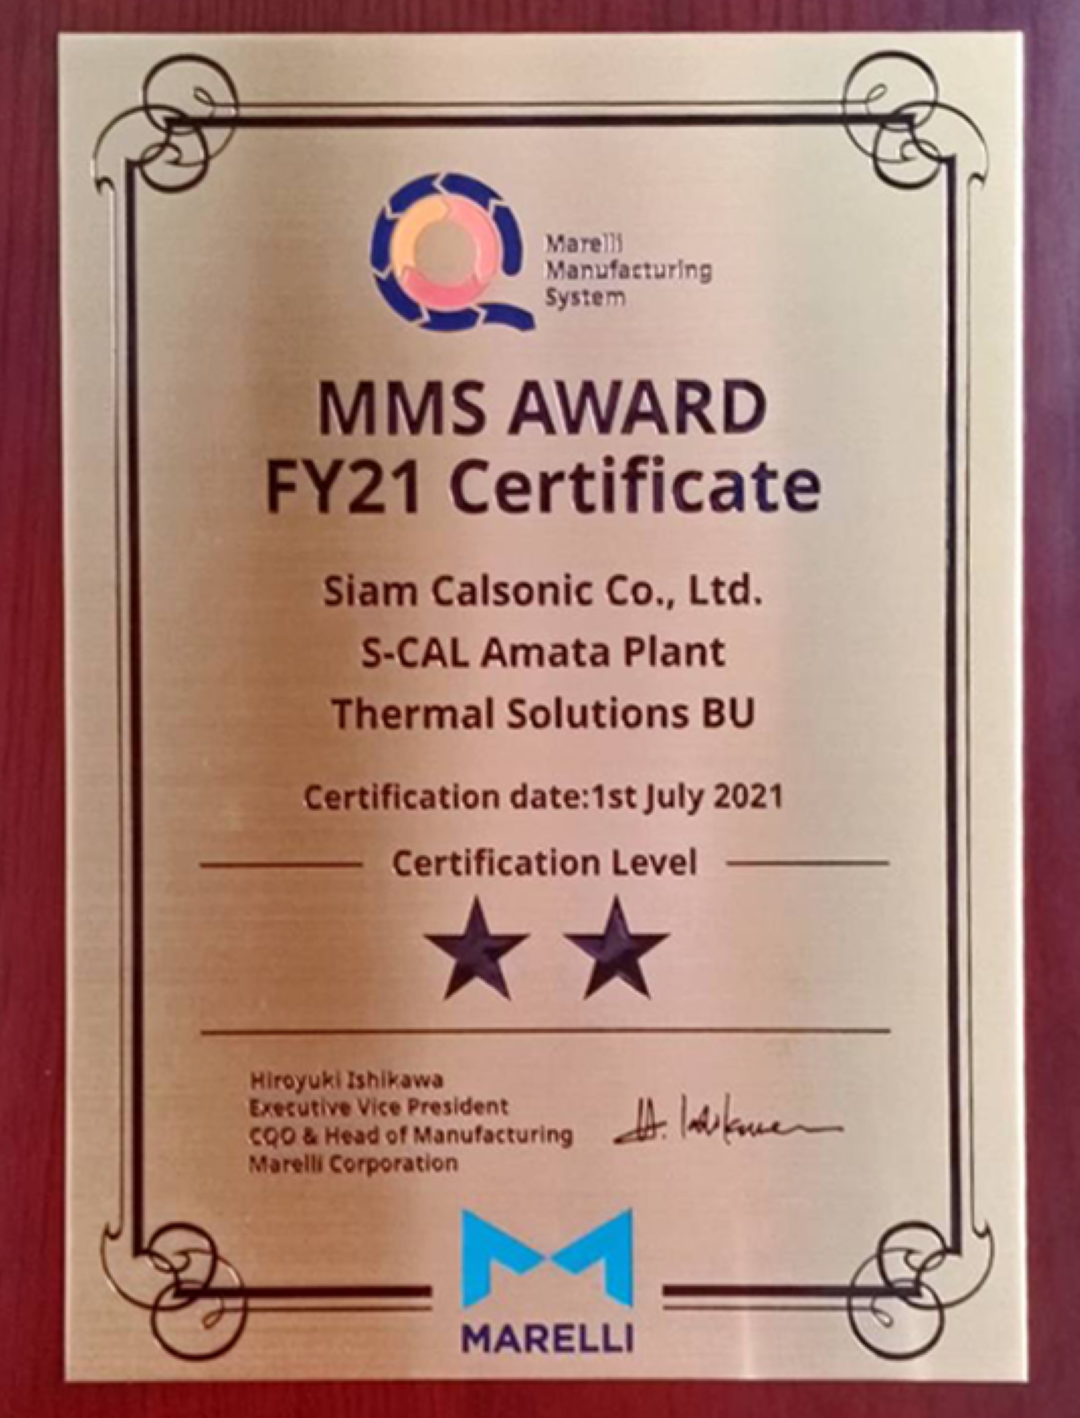 Marelli
Manufacturing
System
MMS AWARD
FY21 Certificate
Siam Calsonic Co., Ltd.
S-CAL Amata Plant
Thermal Solutions BU
Certification date:1st July 2021
Certification Level
Hiroyuki Ishikawa
Executive Vice President
CQO & Head of Manufacturing
Marelli Corporation
H. Ishikawa
MARELLI